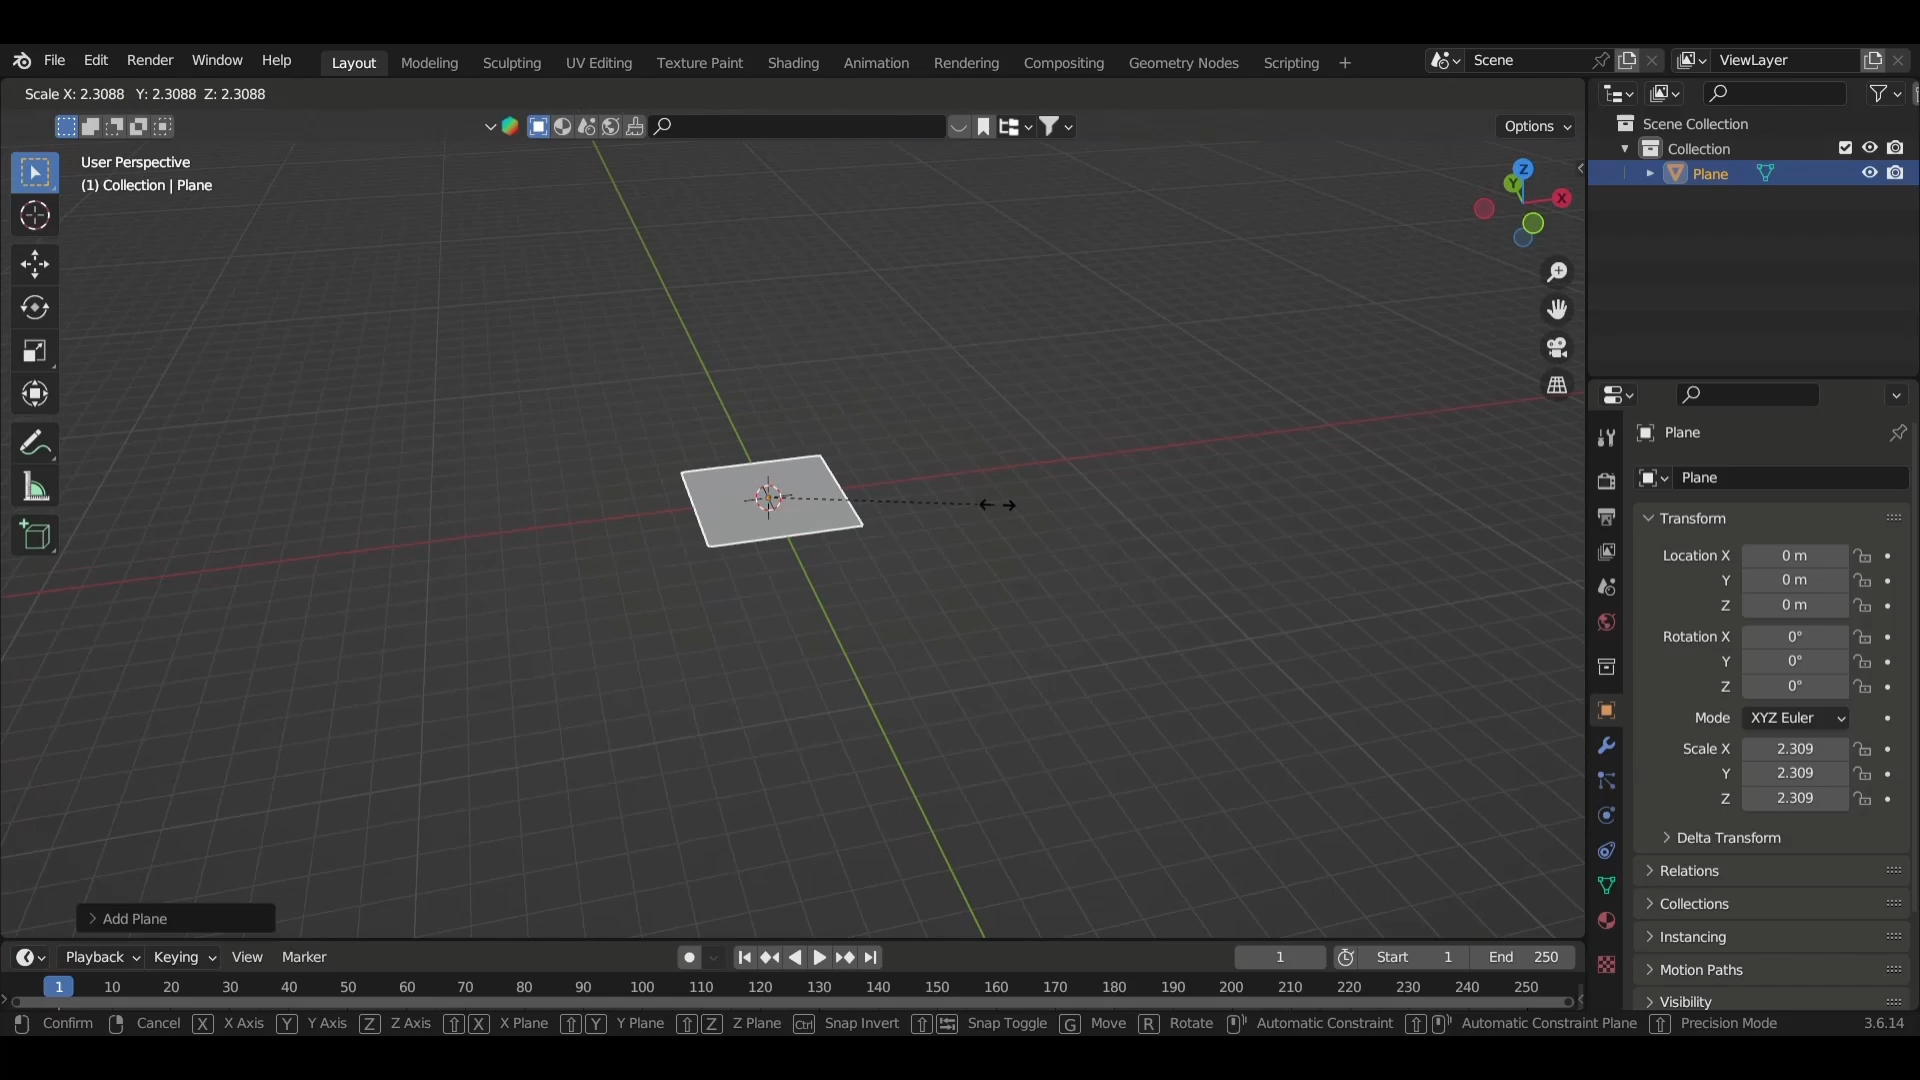 File Edit Render Window Help Layout Modeling Sculpting UV Editing Texture Paint Shading Animation Rendering Compositing Geometry Nodes Scripting + Scene ViewLayer
Scale X: 2.3088 Y: 2.3088 Z: 2.3088
Options
User Perspective
(1) Collection | Plane
Z
Y
X
Add Plane
Scene Collection
Collection
Plane
Plane
Plane
Transform
Location X 0 m
Y 0 m
Z 0 m
Rotation X 0°
Y 0°
Z 0°
Mode XYZ Euler
Scale X 2.309
Y 2.309
Z 2.309
Delta Transform
Relations
Collections
Instancing
Motion Paths
Visibility
Playback Keying View Marker 1 Start 1 End 250
1 10 20 30 40 50 60 70 80 90 100 110 120 130 140 150 160 170 180 190 200 210 220 230 240 250
Confirm Cancel X X Axis Y Y Axis Z Z Axis X X Plane Y Y Plane Z Z Plane Ctrl Snap Invert Snap Toggle G Move R Rotate Automatic Constraint Automatic Constraint Plane Precision Mode 3.6.14